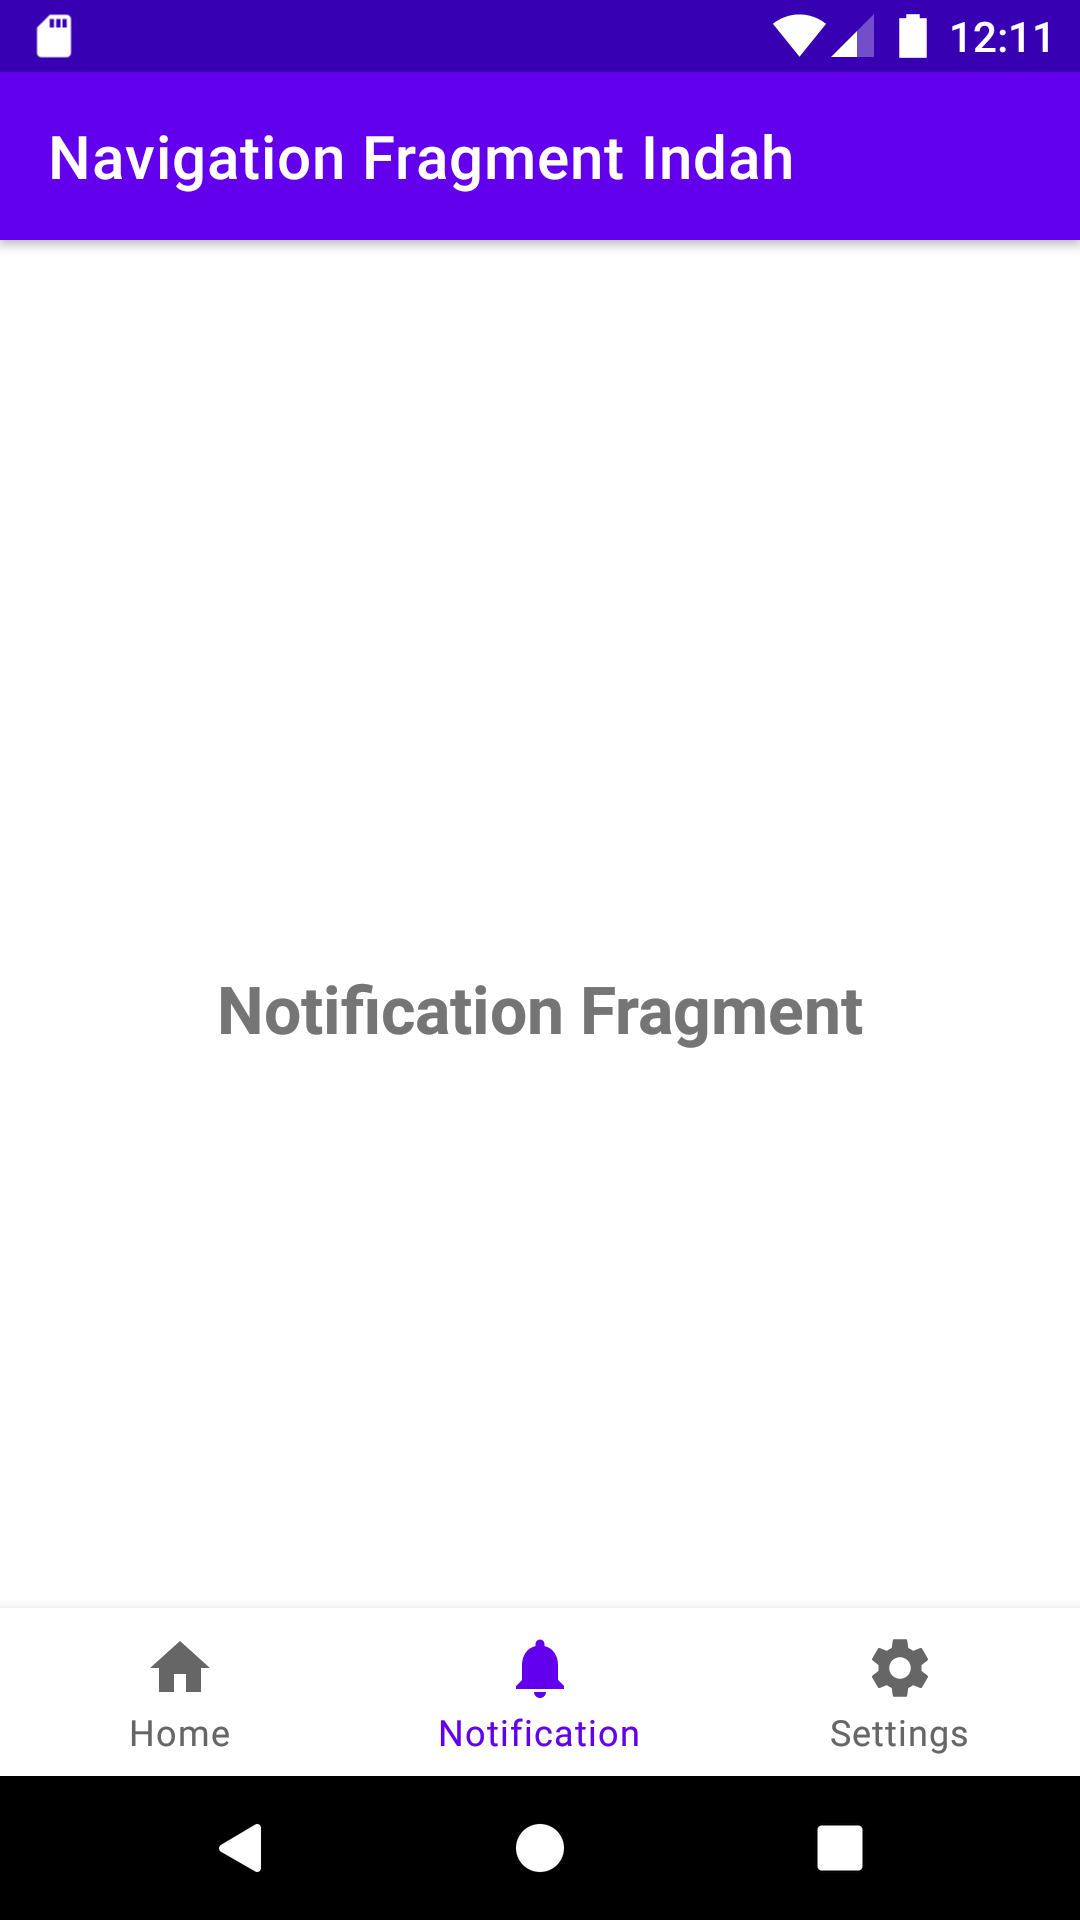 12:11
Navigation Fragment Indah
Notification Fragment
Home
Notification
Settings